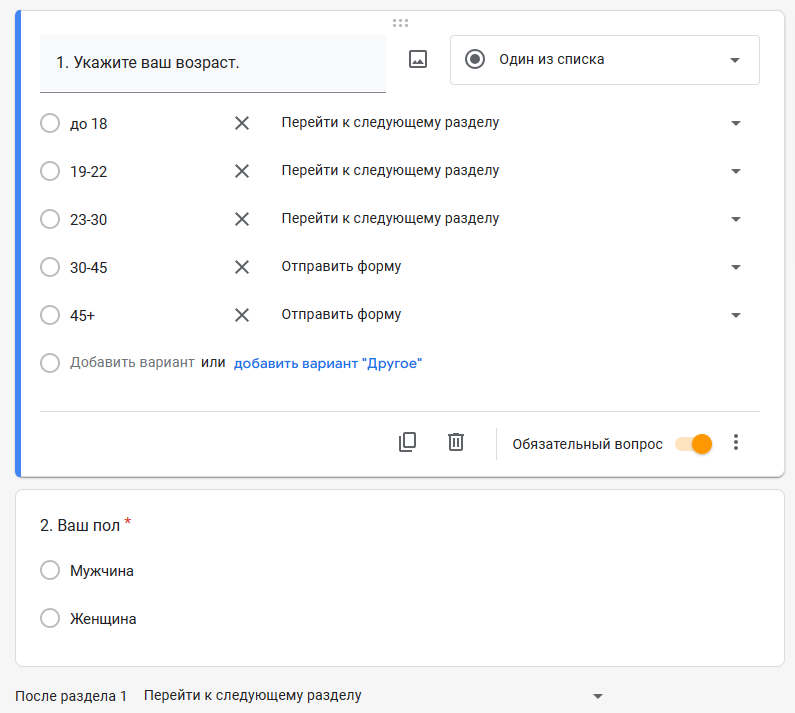 1. Укажите ваш возраст.
Один из списка
до 18 Перейти к следующему разделу
19-22 Перейти к следующему разделу
23-30 Перейти к следующему разделу
30-45 Отправить форму
45+ Отправить форму
Добавить вариант или добавить вариант "Другое"
Обязательный вопрос
2. Ваш пол *
Мужчина
Женщина
После раздела 1 Перейти к следующему разделу